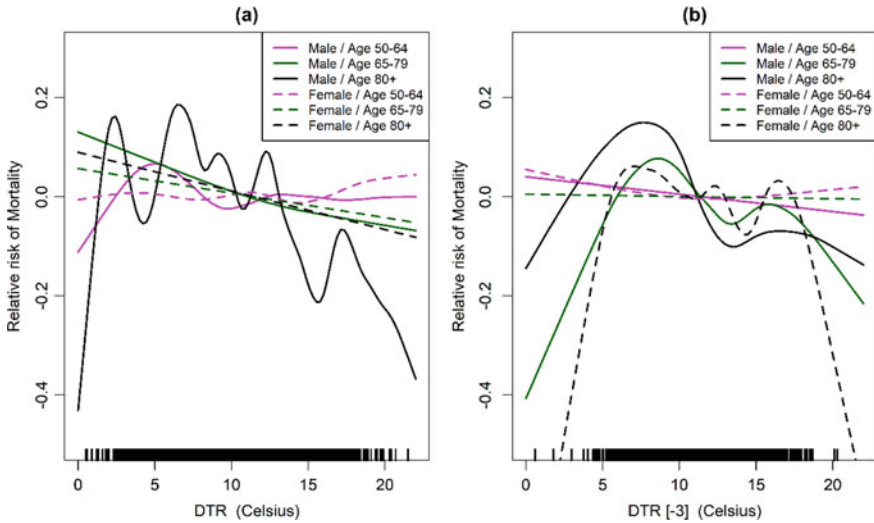 (a)
Relative risk of Mortality
0.2
0.0
-0.2
-0.4
Male / Age 50-64
Male / Age 65-79
Male / Age 80+
Female / Age 50-64
Female / Age 65-79
Female / Age 80+
0 5 10 15 20
DTR (Celsius)
(b)
Relative risk of Mortality
0.2
0.0
-0.2
-0.4
Male / Age 50-64
Male / Age 65-79
Male / Age 80+
Female / Age 50-64
Female / Age 65-79
Female / Age 80+
0 5 10 15 20
DTR [-3] (Celsius)